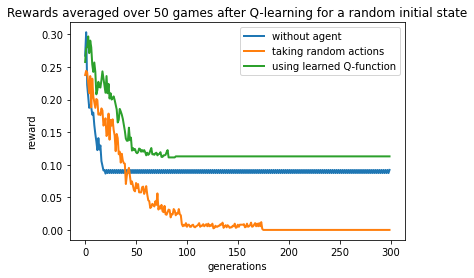 Rewards averaged over 50 games after Q-learning for a random initial state
0.30
0.25
0.20
0.15
0.10
0.05
0.00
reward
without agent
taking random actions
using learned Q-function
0 50 100 150 200 250 300
generations